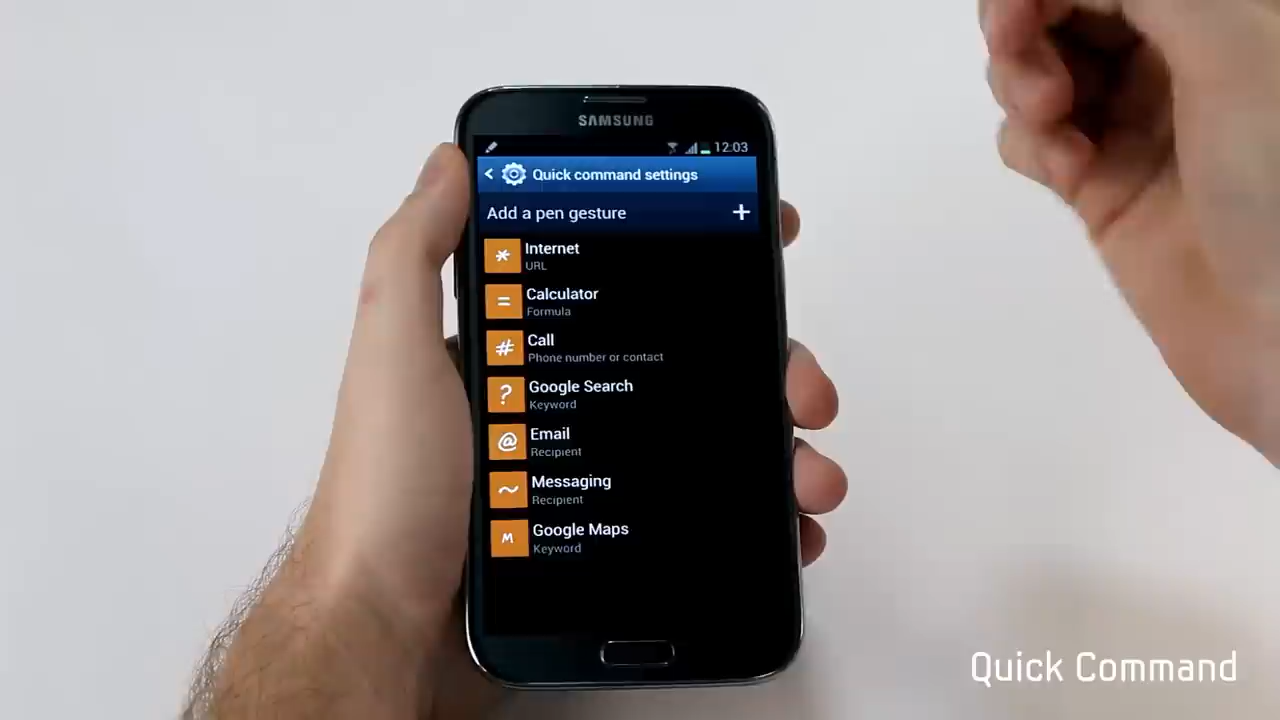 SAMSUNG
12:03
< Quick command settings
Add a pen gesture +
* Internet
URL
= Calculator
Formula
# Call
Phone number or contact
? Google Search
Keyword
@ Email
Recipient
~ Messaging
Recipient
M Google Maps
Keyword
Quick Command